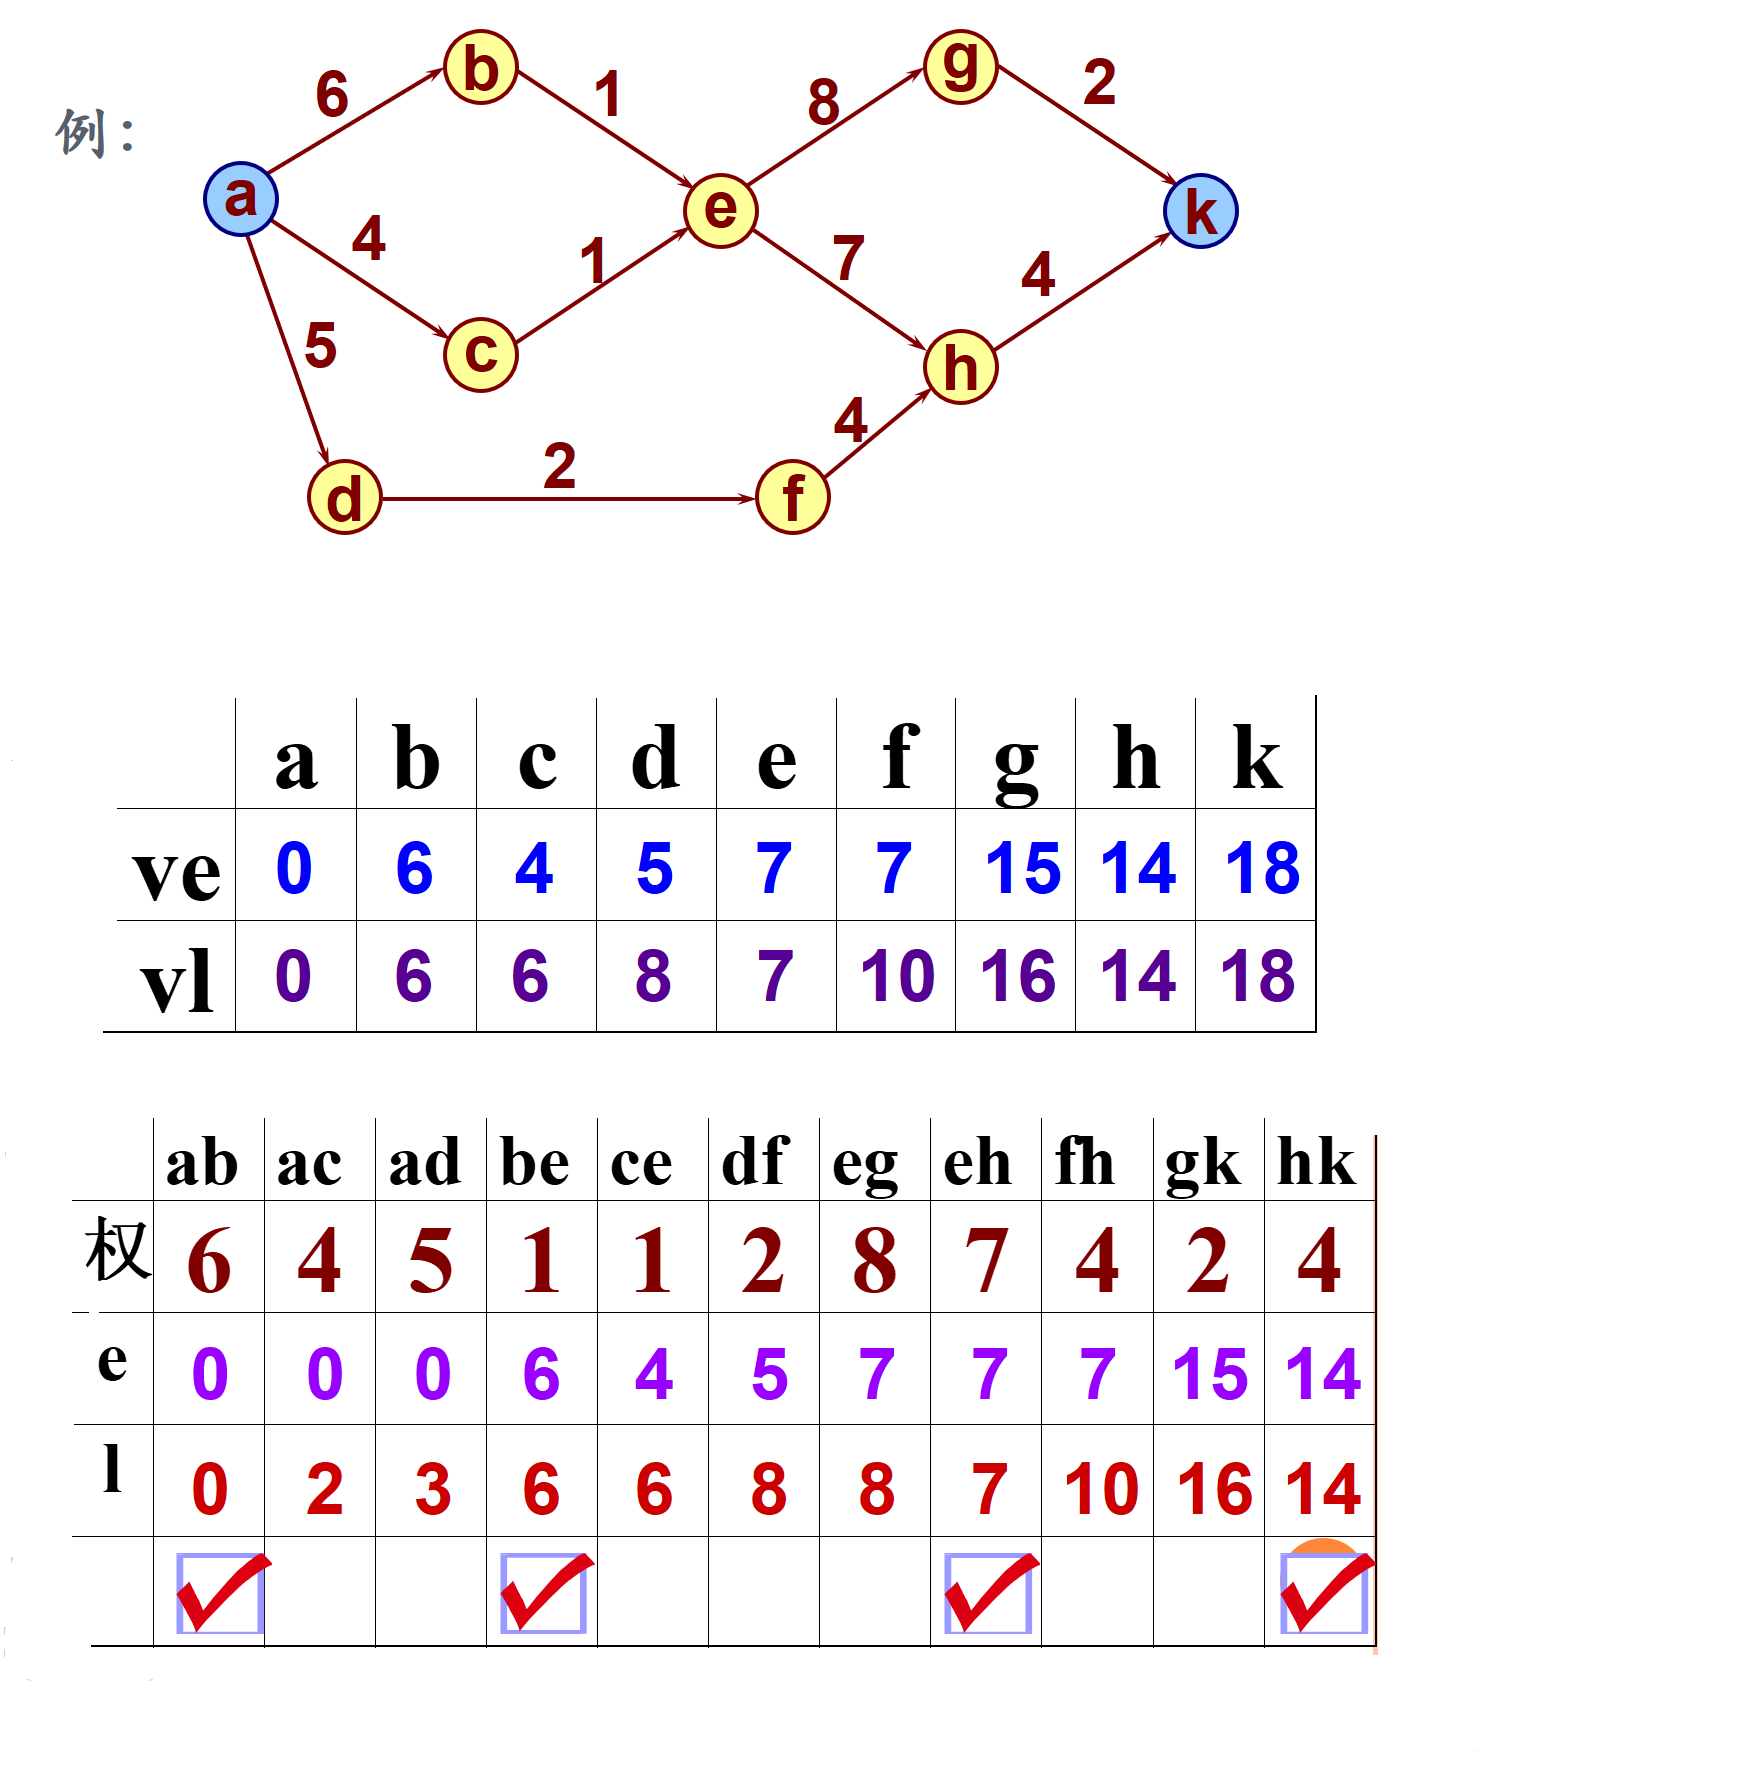 b
g
6
1
8
2
例：
a
e
k
4
1
7
4
5
c
h
4
2
d
f
a b c d e f g h k
ve 0 6 4 5 7 7 15 14 18
vl 0 6 6 8 7 10 16 14 18
ab ac ad be ce df eg eh fh gk hk
权 6 4 5 1 1 2 8 7 4 2 4
e 0 0 0 6 4 5 7 7 7 15 14
l 0 2 3 6 6 8 8 7 10 16 14